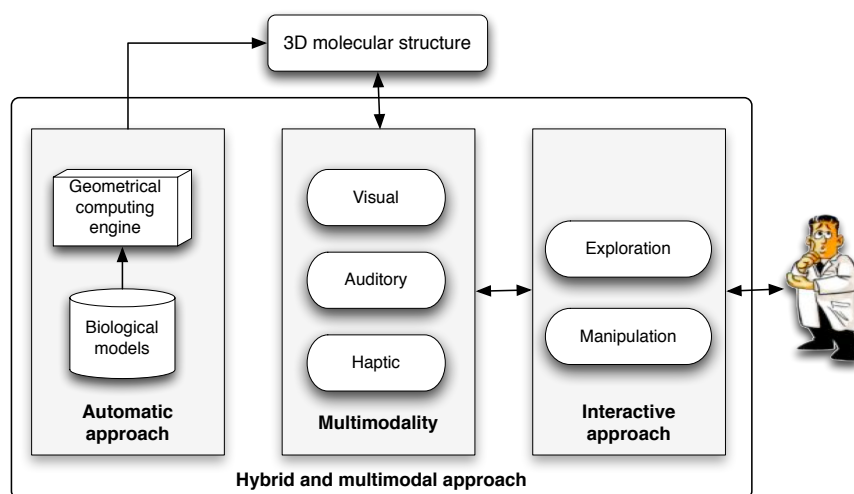 3D molecular structure
Geometrical
computing
engine
Biological
models
Automatic
approach
Visual
Auditory
Haptic
Multimodality
Exploration
Manipulation
Interactive
approach
Hybrid and multimodal approach